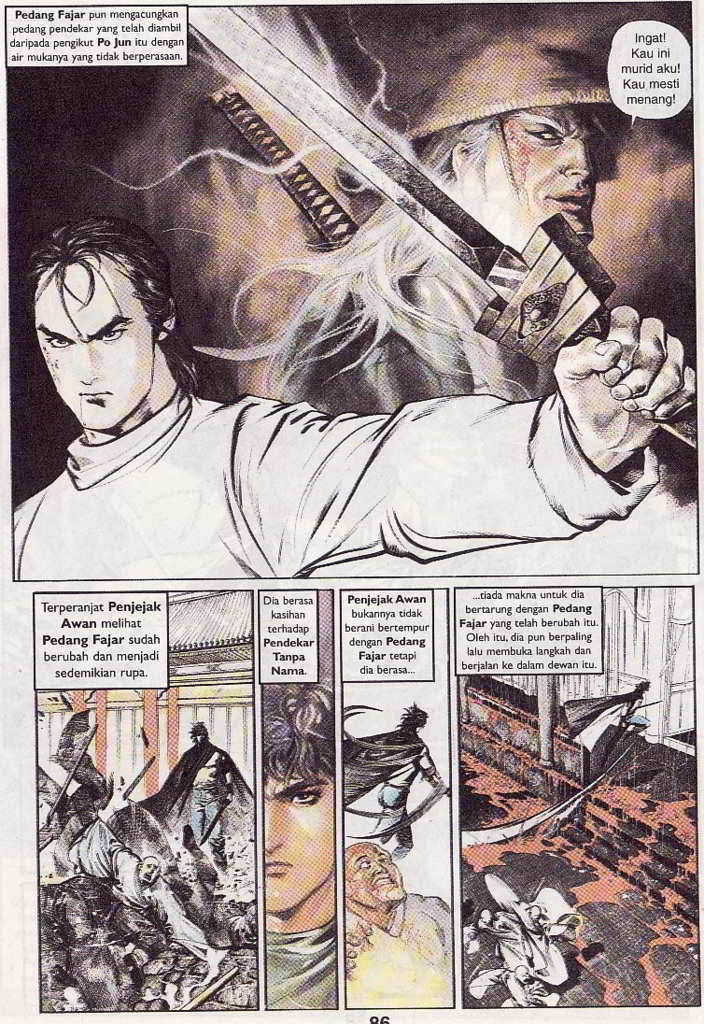 Pedang Fajar pun mengacungkan
pedang pendekar yang telah diambil
daripada pengikut Po Jun itu dengan
air mukanya yang tidak berperasaan.
Ingat!
Kau ini
murid aku!
Kau mesti
menang!
Terperanjat Penjejak
Awan melihat
Pedang Fajar sudah
berubah dan menjadi
sedemikian rupa.
Dia berasa
kasihan
terhadap
Pendekar
Tanpa
Nama.
Penjejak Awan
bukannya tidak
berani bertempur
dengan Pedang
Fajar tetapi
dia berasa...
...tiada makna untuk dia
bertarung dengan Pedang
Fajar yang telah berubah itu.
Oleh itu, dia pun berpaling
lalu membuka langkah dan
berjalan ke dalam dewan itu.
86